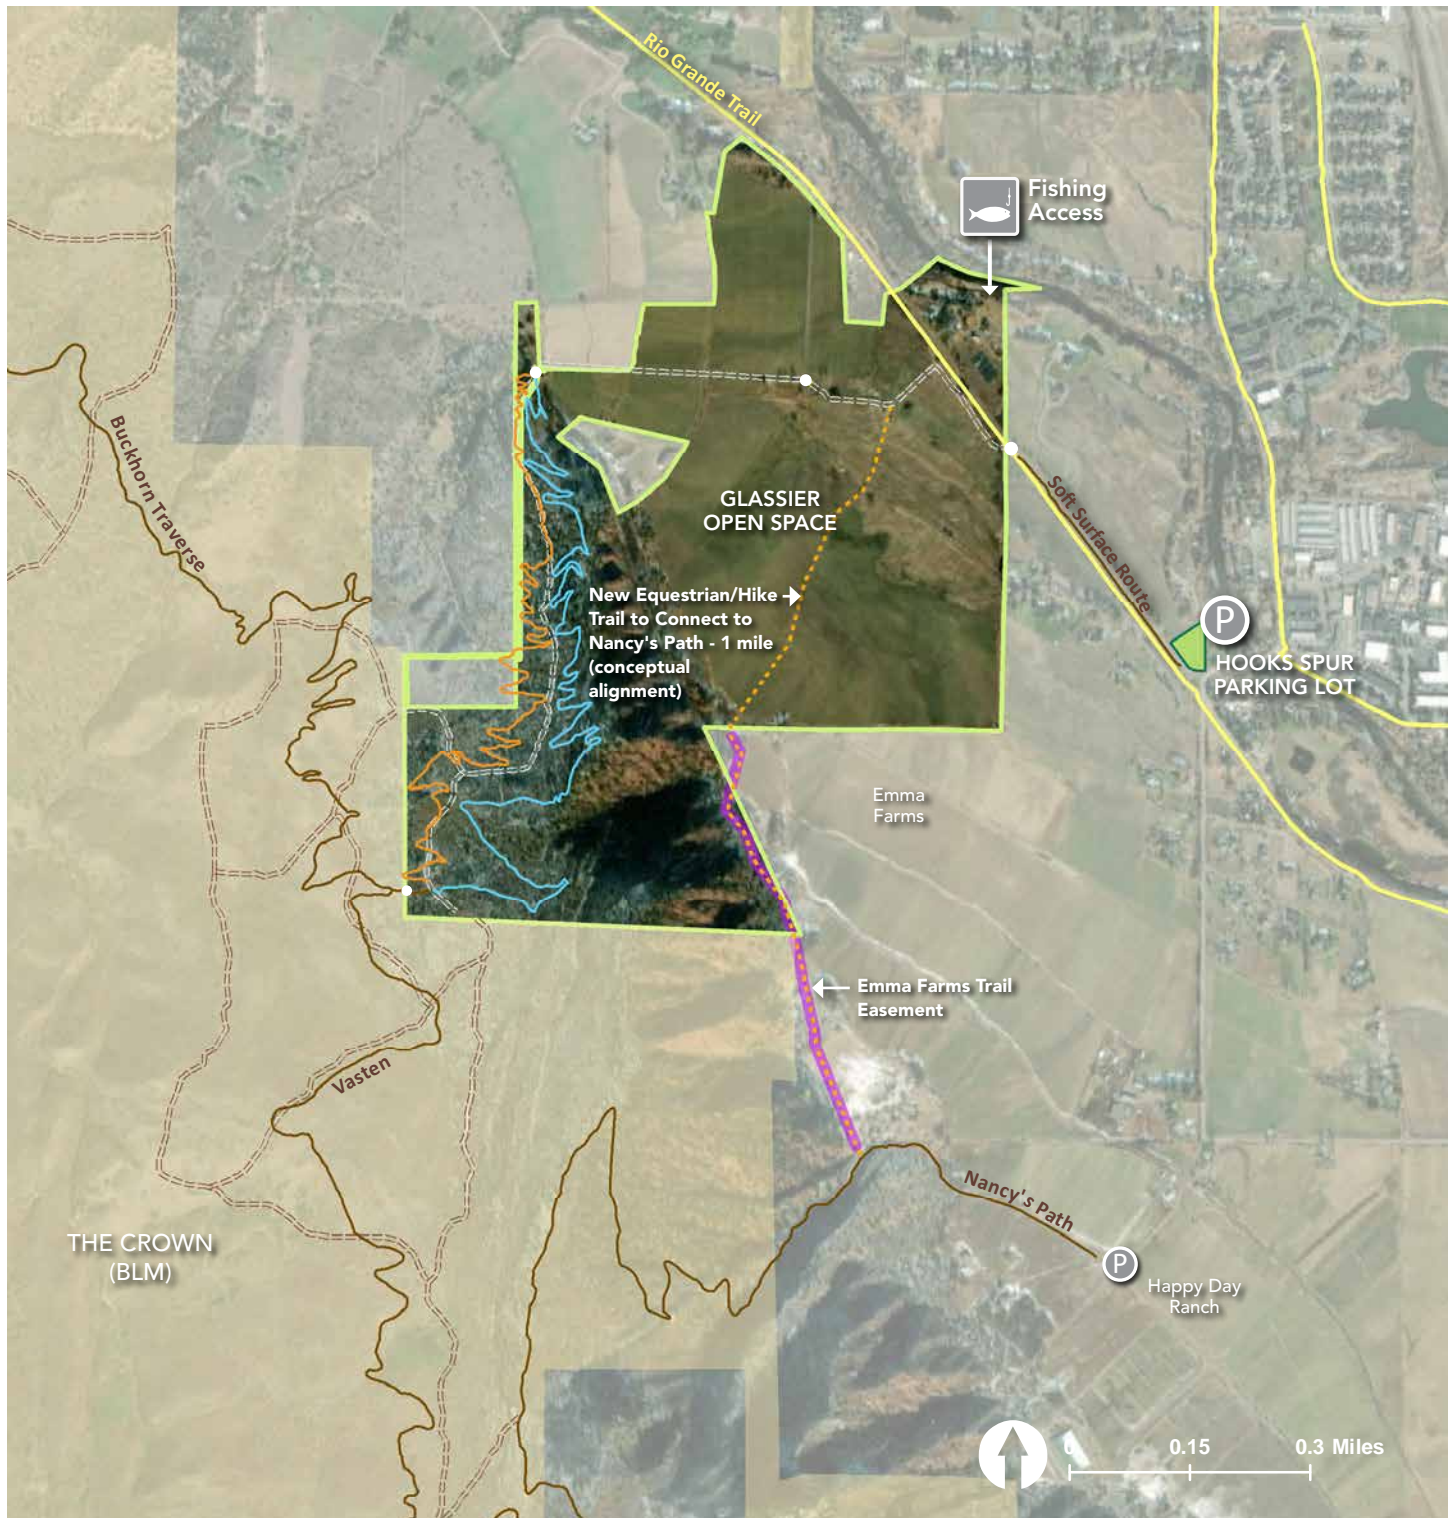 Rio Grande Trail
Fishing
Access
Buckhorn Traverse
GLASSIER
OPEN SPACE
Soft Surface Route
New Equestrian/Hike
Trail to Connect to
Nancy's Path - 1 mile
(conceptual
alignment)
P
HOOKS SPUR
PARKING LOT
Emma
Farms
Emma Farms Trail
Easement
Vasten
Nancy's Path
THE CROWN
(BLM)
P
Happy Day
Ranch
0 0.15 0.3 Miles